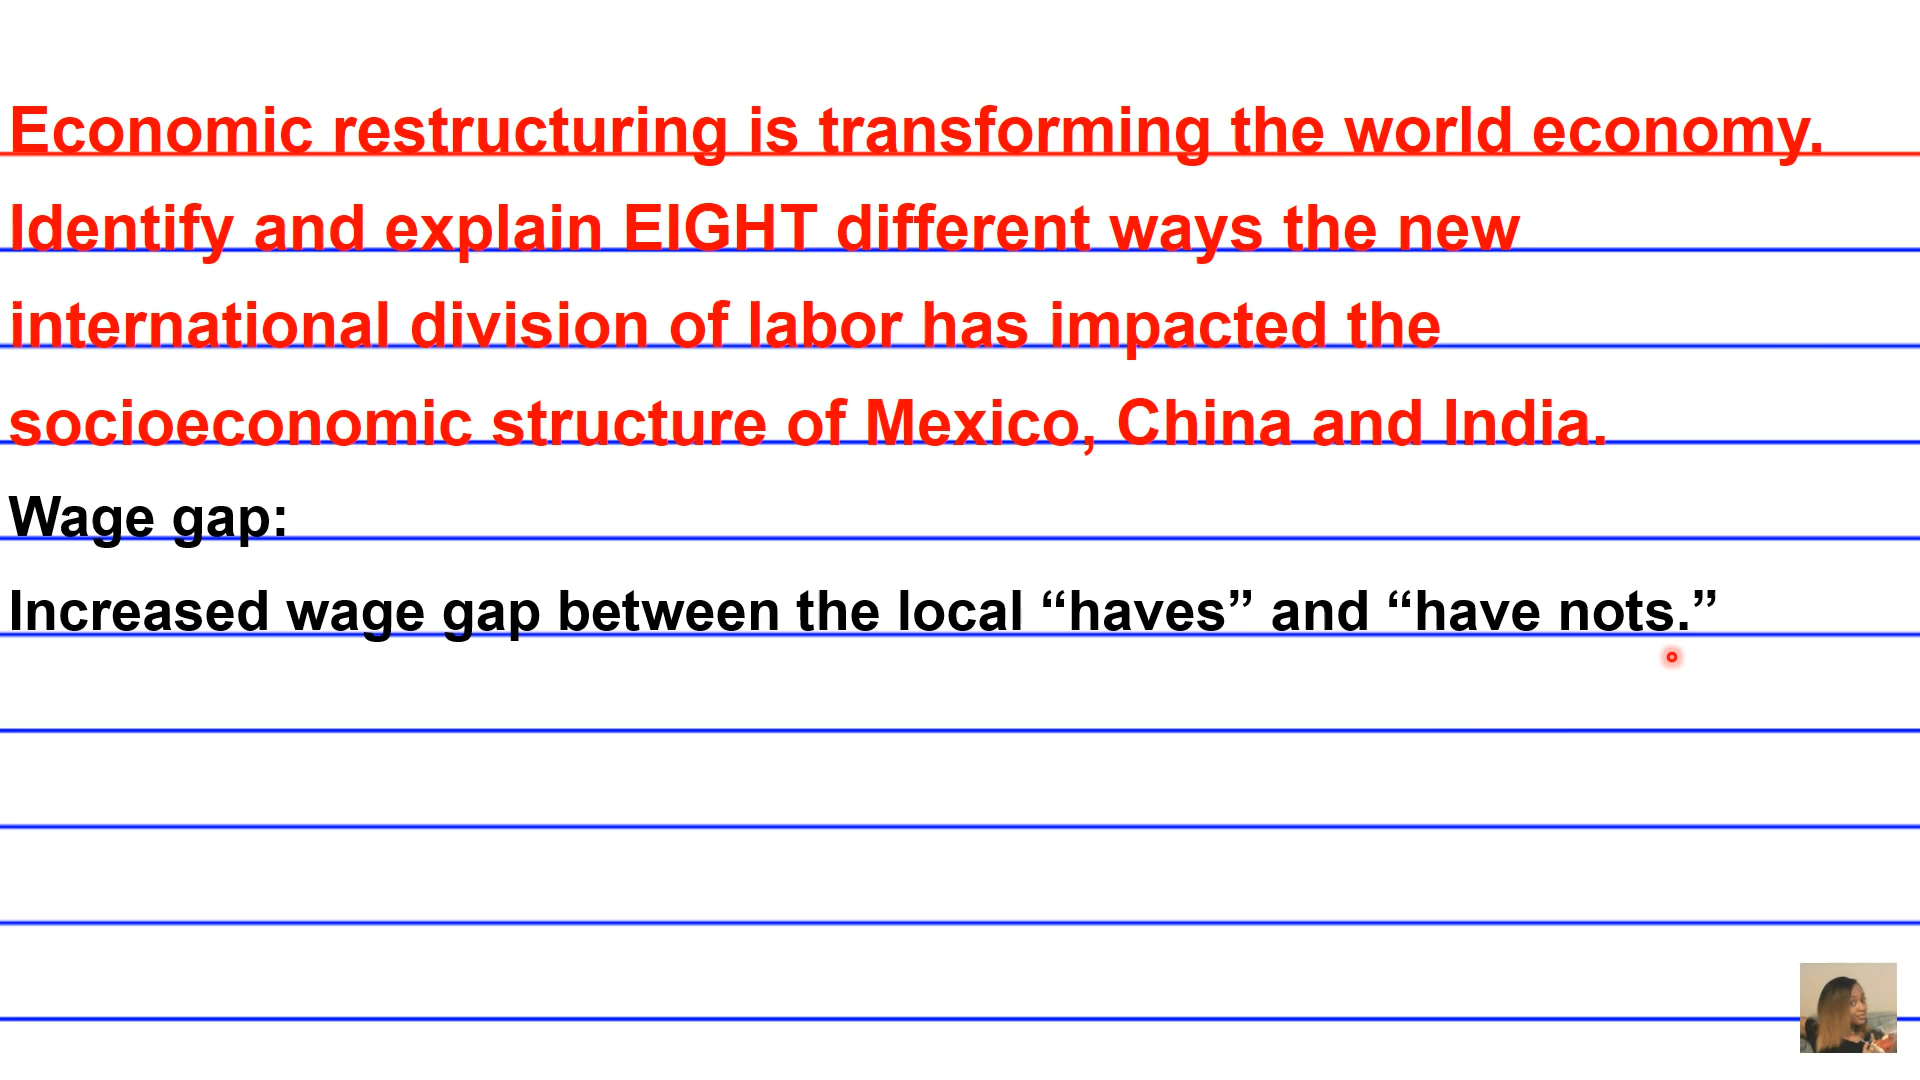 Economic restructuring is transforming the world economy.
Identify and explain EIGHT different ways the new
international division of labor has impacted the
socioeconomic structure of Mexico, China and India.
Wage gap:
Increased wage gap between the local “haves” and “have nots.”